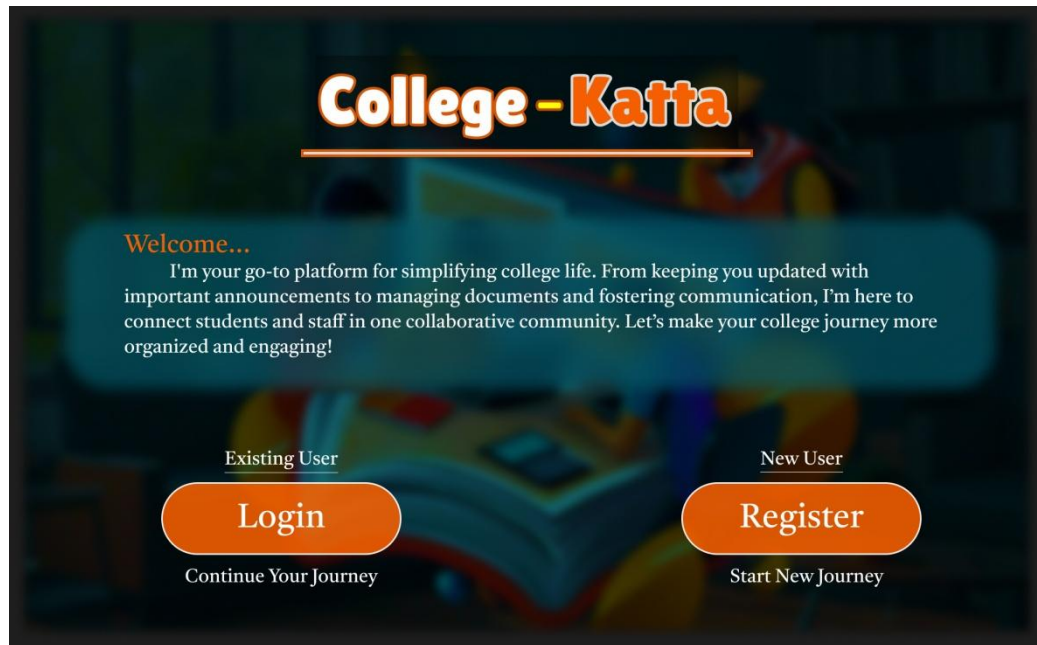 College - Katta
Welcome...
I'm your go-to platform for simplifying college life. From keeping you updated with
important announcements to managing documents and fostering communication, I’m here to
connect students and staff in one collaborative community. Let’s make your college journey more
organized and engaging!
Existing User
New User
Login
Register
Continue Your Journey
Start New Journey